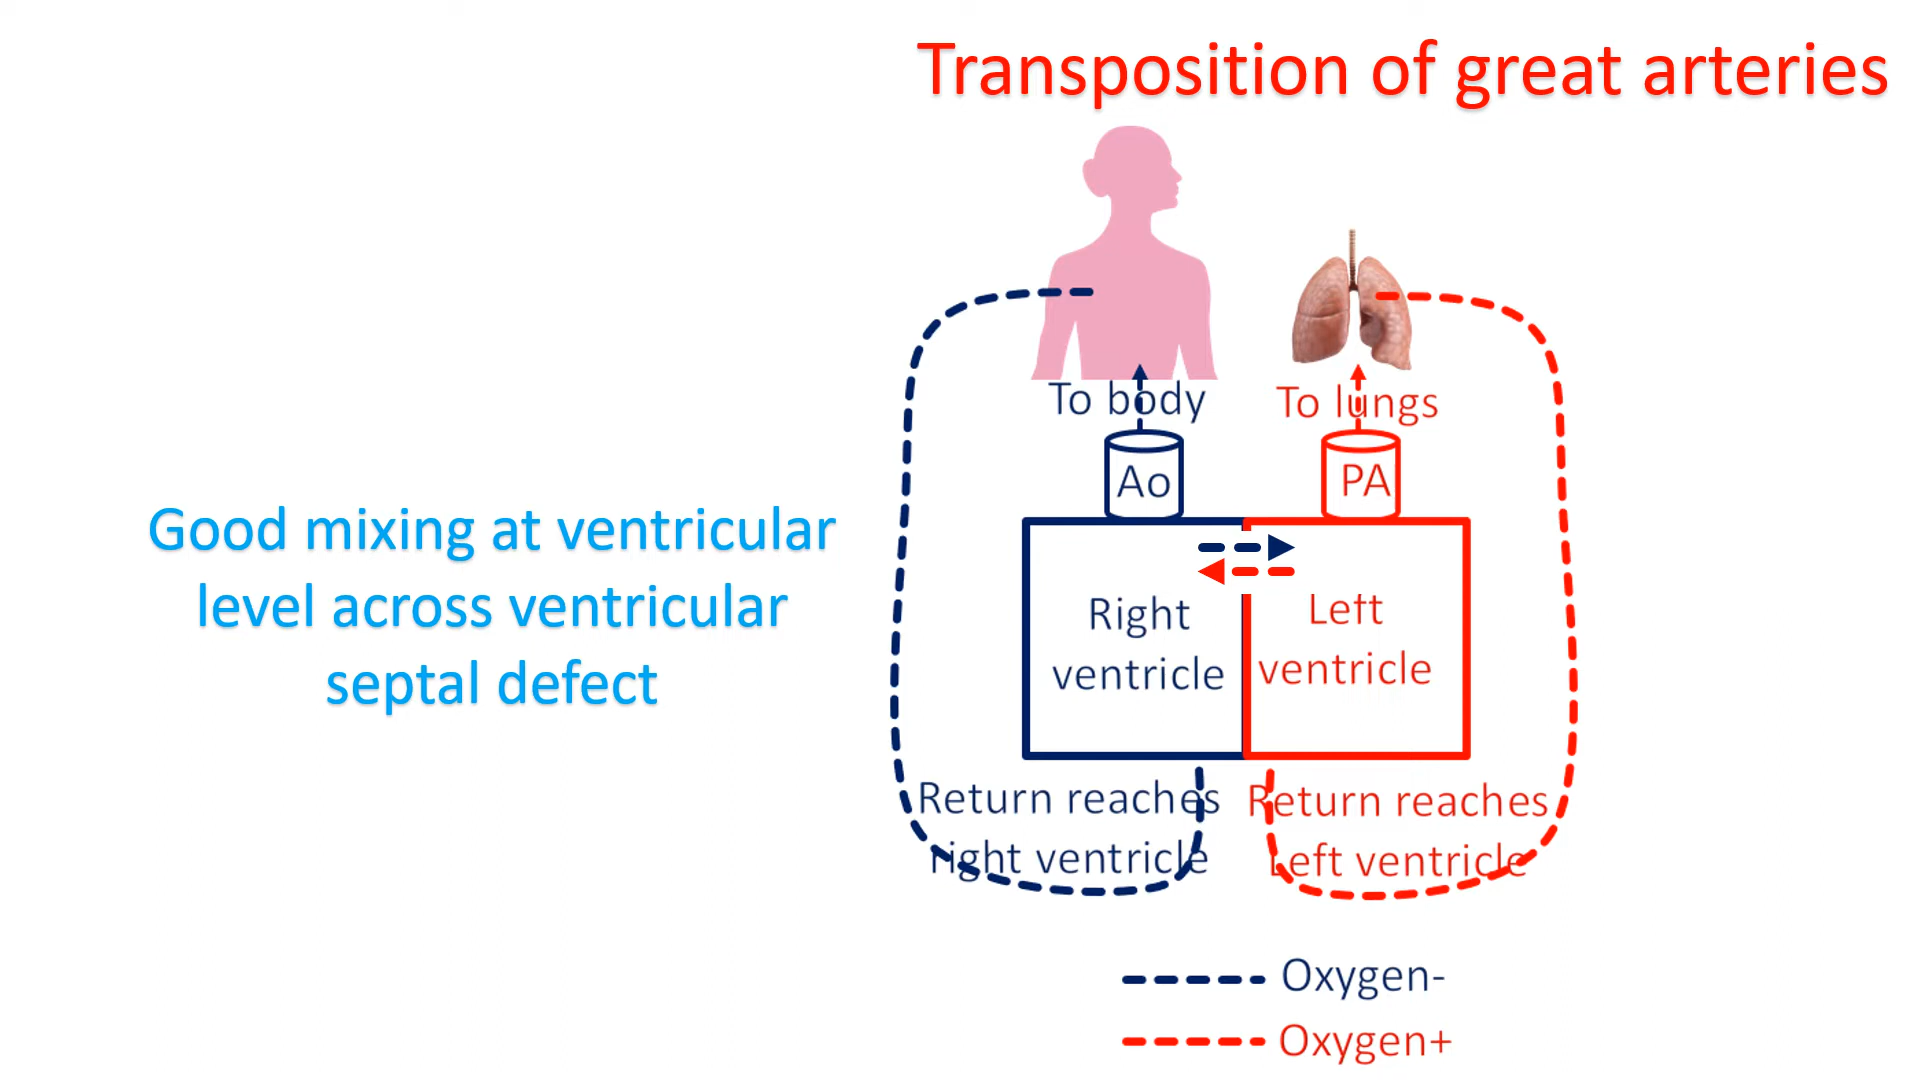 Transposition of great arteries
To body
To lungs
Ao
PA
Good mixing at ventricular
level across ventricular
septal defect
Right
ventricle
Left
ventricle
Return reaches
right ventricle
Return reaches
Left ventricle
Oxygen-
Oxygen+